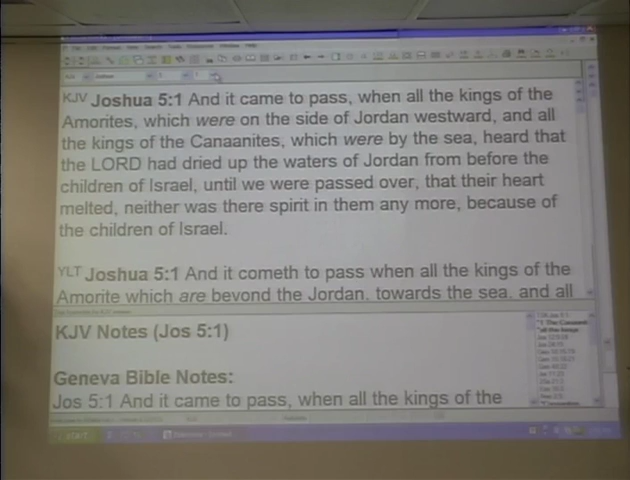 KJV Joshua 5:1 And it came to pass, when all the kings of the
Amorites, which were on the side of Jordan westward, and all
the kings of the Canaanites, which were by the sea, heard that
the LORD had dried up the waters of Jordan from before the
children of Israel, until we were passed over, that their heart
melted, neither was there spirit in them any more, because of
the children of Israel.
YLT Joshua 5:1 And it cometh to pass when all the kings of the
Amorite which are beyond the Jordan, towards the sea, and all
KJV Notes (Jos 5:1)
Geneva Bible Notes:
Jos 5:1 And it came to pass, when all the kings of the
start